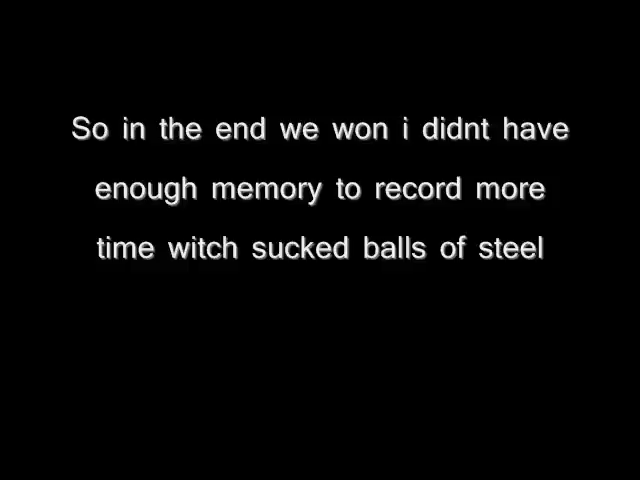 So in the end we won i didnt have
enough memory to record more
time witch sucked balls of steel